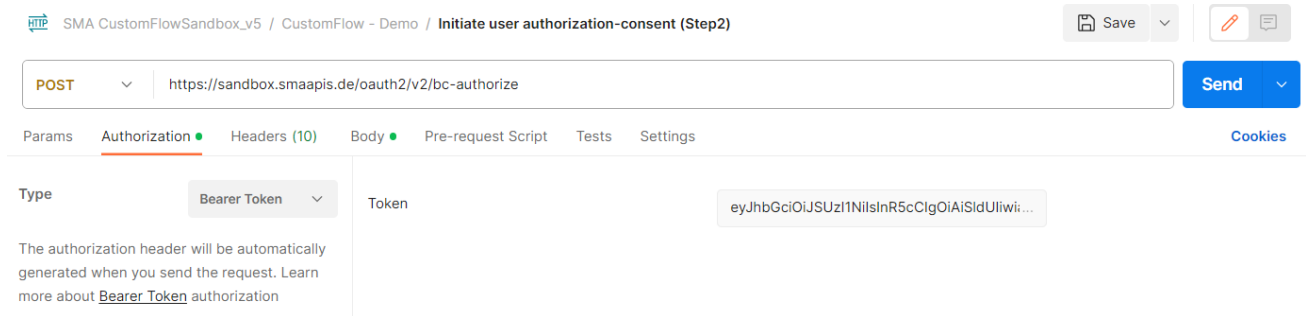 HTTP SMA CustomFlowSandbox_v5 / CustomFlow - Demo / Initiate user authorization-consent (Step2) Save
POST https://sandbox.smaapis.de/oauth2/v2/bc-authorize Send
Params Authorization Headers (10) Body Pre-request Script Tests Settings Cookies
Type Bearer Token Token eyJhbGciOiJSUzI1NiIsInR5cCIgOiAiSldUIiwia...
The authorization header will be automatically
generated when you send the request. Learn
more about Bearer Token authorization